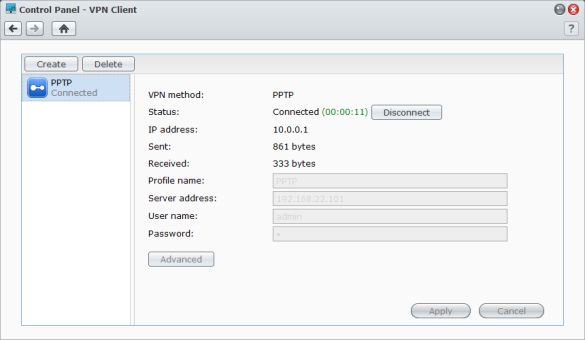 Control Panel - VPN Client
?
Create Delete
PPTP
Connected
VPN method: PPTP
Status: Connected (00:00:11) Disconnect
IP address: 10.0.0.1
Sent: 861 bytes
Received: 333 bytes
Profile name: PPTP
Server address: 192.168.22.101
User name: admin
Password:
Advanced
Apply Cancel